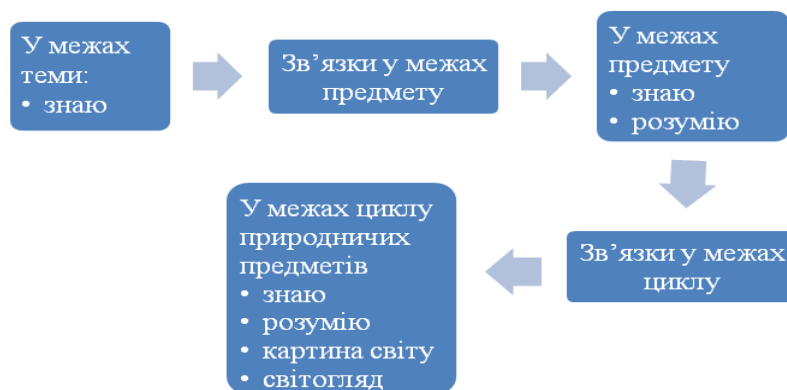 У межах
теми:
• знаю
Зв’язки у межах
предмету
У межах
предмету
• знаю
• розумію
Зв’язки у межах
циклу
У межах циклу
природничих
предметів
• знаю
• розумію
• картина світу
• світогляд